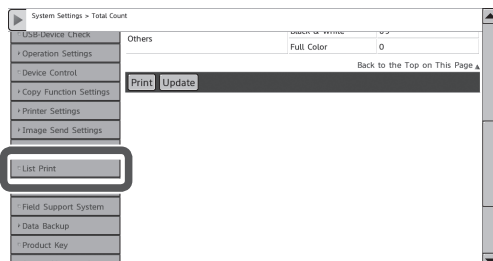 System Settings > Total Count
USB-Device Check
Operation Settings
Device Control
Copy Function Settings
Printer Settings
Image Send Settings
List Print
Field Support System
Data Backup
Product Key
Others
Black & White
Full Color
0
Back to the Top on This Page ▲
Print
Update